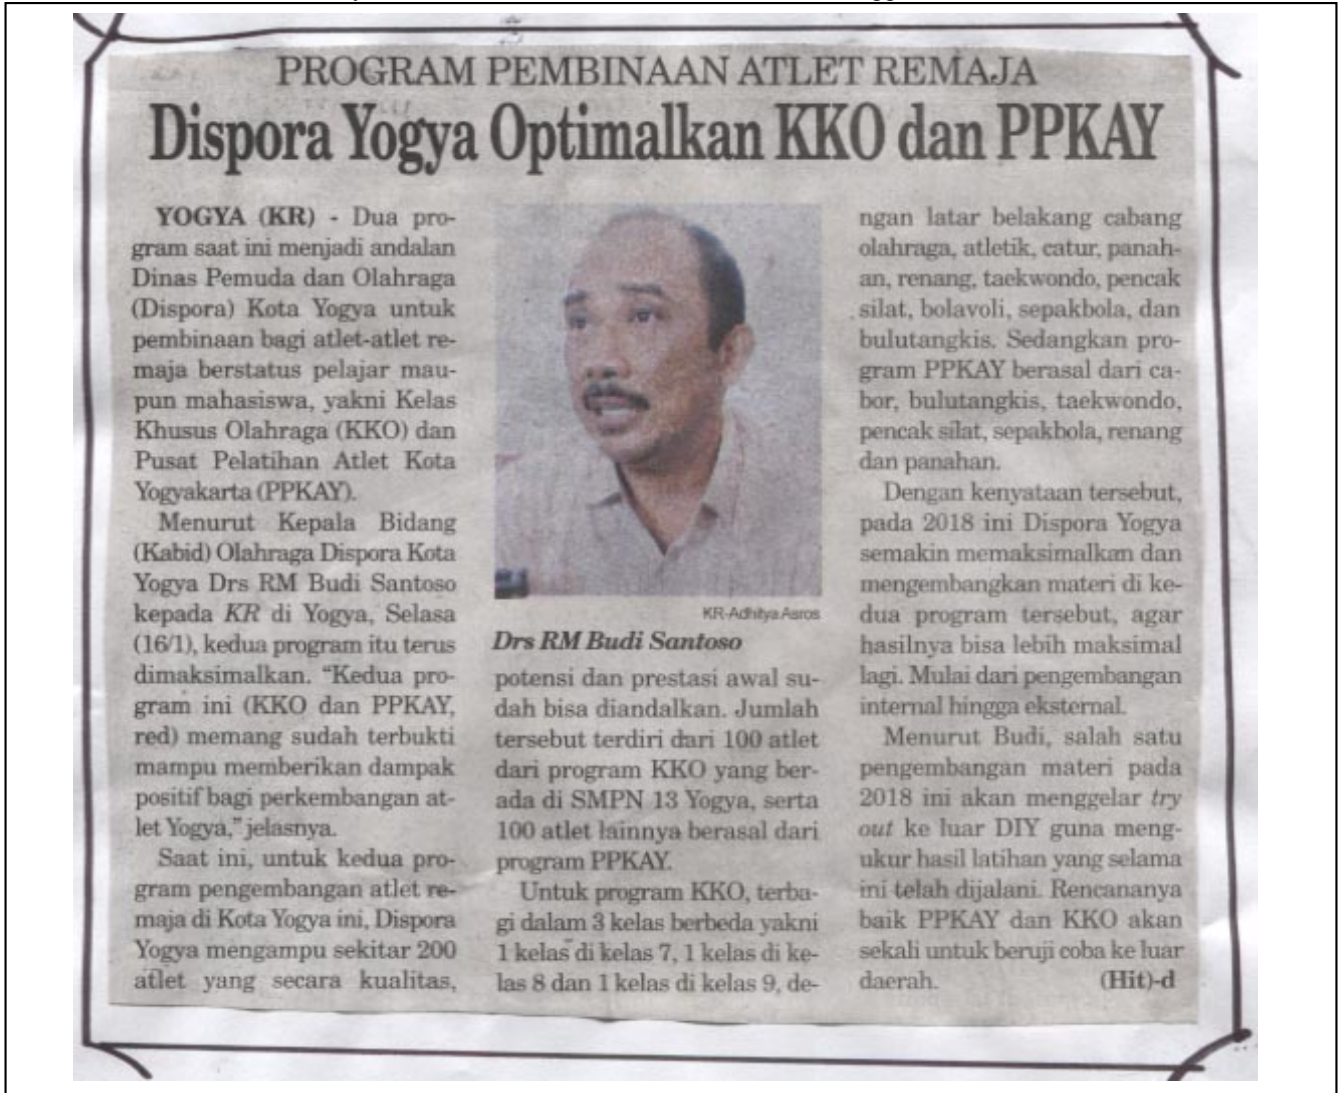 PROGRAM PEMBINAAN ATLET REMAJA
Dispora Yogya Optimalkan KKO dan PPKAY
YOGYA (KR) - Dua pro-
gram saat ini menjadi andalan
Dinas Pemuda dan Olahraga
(Dispora) Kota Yogya untuk
pembinaan bagi atlet-atlet re-
maja berstatus pelajar mau-
pun mahasiswa, yakni Kelas
Khusus Olahraga (KKO) dan
Pusat Pelatihan Atlet Kota
Yogyakarta (PPKAY).
Menurut Kepala Bidang
(Kabid) Olahraga Dispora Kota
Yogya Drs RM Budi Santoso
kepada KR di Yogya, Selasa
(16/1), kedua program itu terus
dimaksimalkan. “Kedua pro-
gram ini (KKO dan PPKAY,
red) memang sudah terbukti
mampu memberikan dampak
positif bagi perkembangan at-
let Yogya,” jelasnya.
Saat ini, untuk kedua pro-
gram pengembangan atlet re-
maja di Kota Yogya ini, Dispora
Yogya mengampu sekitar 200
atlet yang secara kualitas,
KR-Adhitya Asros
Drs RM Budi Santoso
potensi dan prestasi awal su-
dah bisa diandalkan. Jumlah
tersebut terdiri dari 100 atlet
dari program KKO yang ber-
ada di SMPN 13 Yogya, serta
100 atlet lainnya berasal dari
program PPKAY.
Untuk program KKO, terba-
gi dalam 3 kelas berbeda yakni
1 kelas di kelas 7, 1 kelas di ke-
las 8 dan 1 kelas di kelas 9, de-
ngan latar belakang cabang
olahraga, atletik, catur, panah-
an, renang, taekwondo, pencak
silat, bolavoli, sepakbola, dan
bulutangkis. Sedangkan pro-
gram PPKAY berasal dari ca-
bor, bulutangkis, taekwondo,
pencak silat, sepakbola, renang
dan panahan.
Dengan kenyataan tersebut,
pada 2018 ini Dispora Yogya
semakin memaksimalkan dan
mengembangkan materi di ke-
dua program tersebut, agar
hasilnya bisa lebih maksimal
lagi. Mulai dari pengembangan
internal hingga eksternal.
Menurut Budi, salah satu
pengembangan materi pada
2018 ini akan menggelar try
out ke luar DIY guna meng-
ukur hasil latihan yang selama
ini telah dijalani. Rencananya
baik PPKAY dan KKO akan
sekali untuk beruji coba ke luar
daerah. (Hit)-d